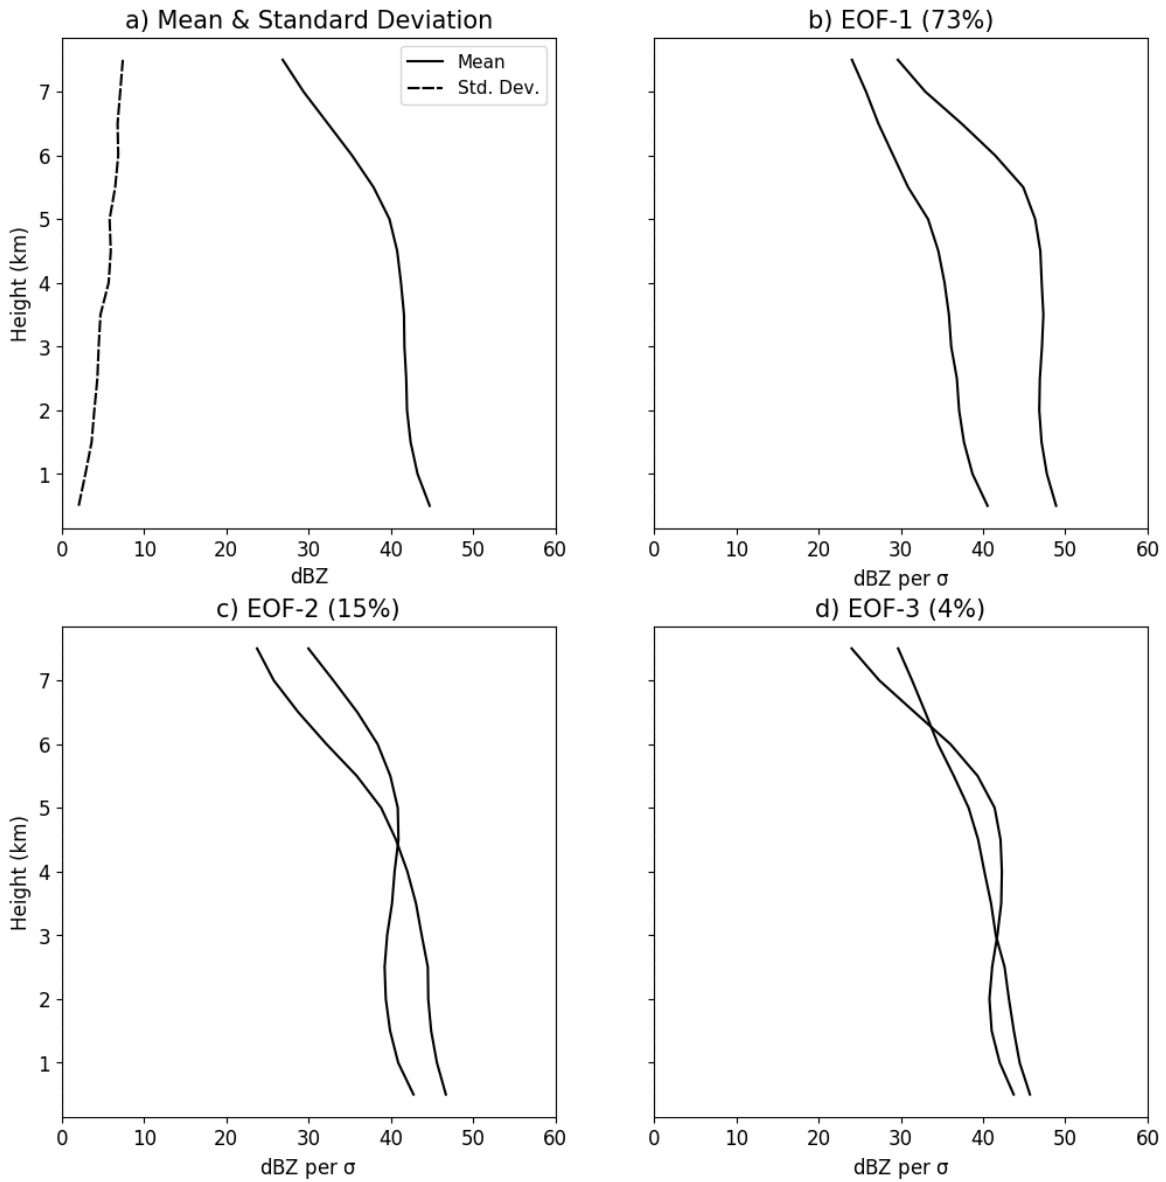 a) Mean & Standard Deviation
Mean
Std. Dev.
7
6
5
4
3
2
1
Height (km)
0 10 20 30 40 50 60
dBZ
b) EOF-1 (73%)
0 10 20 30 40 50 60
dBZ per σ
c) EOF-2 (15%)
7
6
5
4
3
2
1
Height (km)
0 10 20 30 40 50 60
dBZ per σ
d) EOF-3 (4%)
0 10 20 30 40 50 60
dBZ per σ